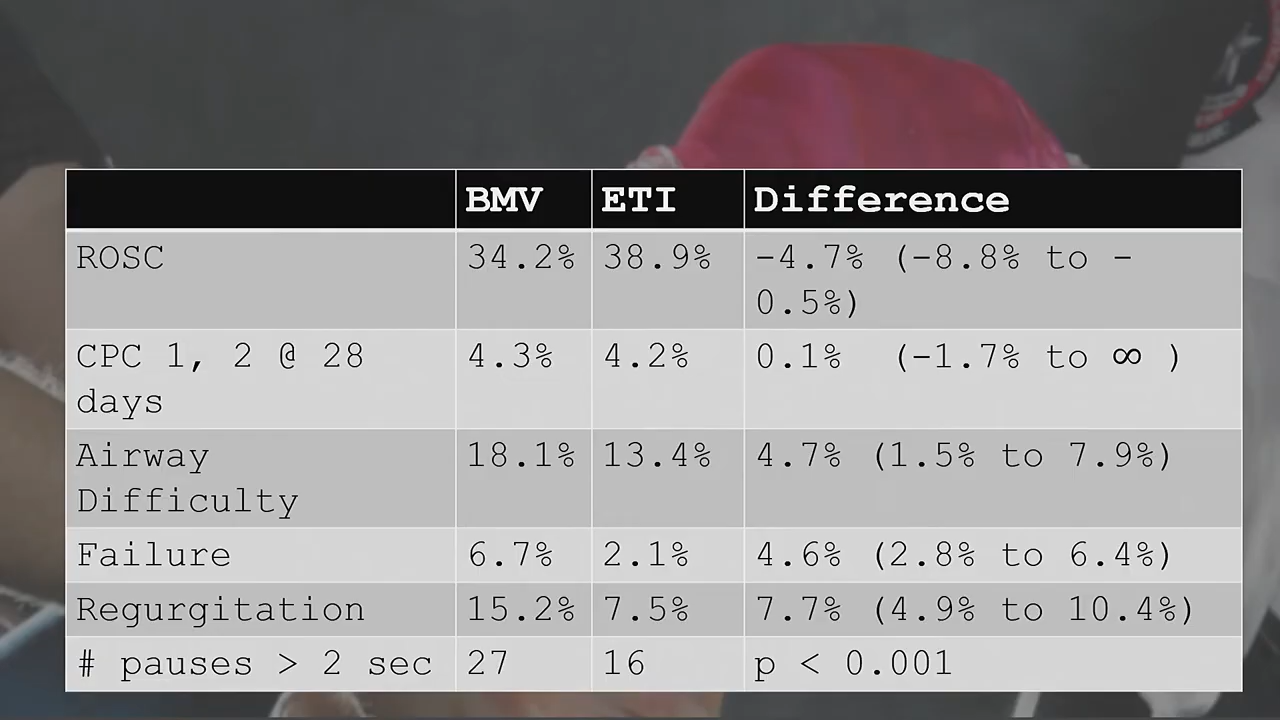 BMV ETI Difference
ROSC 34.2% 38.9% -4.7% (-8.8% to -
0.5%)
CPC 1, 2 @ 28 4.3% 4.2% 0.1% (-1.7% to ∞ )
days
Airway 18.1% 13.4% 4.7% (1.5% to 7.9%)
Difficulty
Failure 6.7% 2.1% 4.6% (2.8% to 6.4%)
Regurgitation 15.2% 7.5% 7.7% (4.9% to 10.4%)
# pauses > 2 sec 27 16 p < 0.001